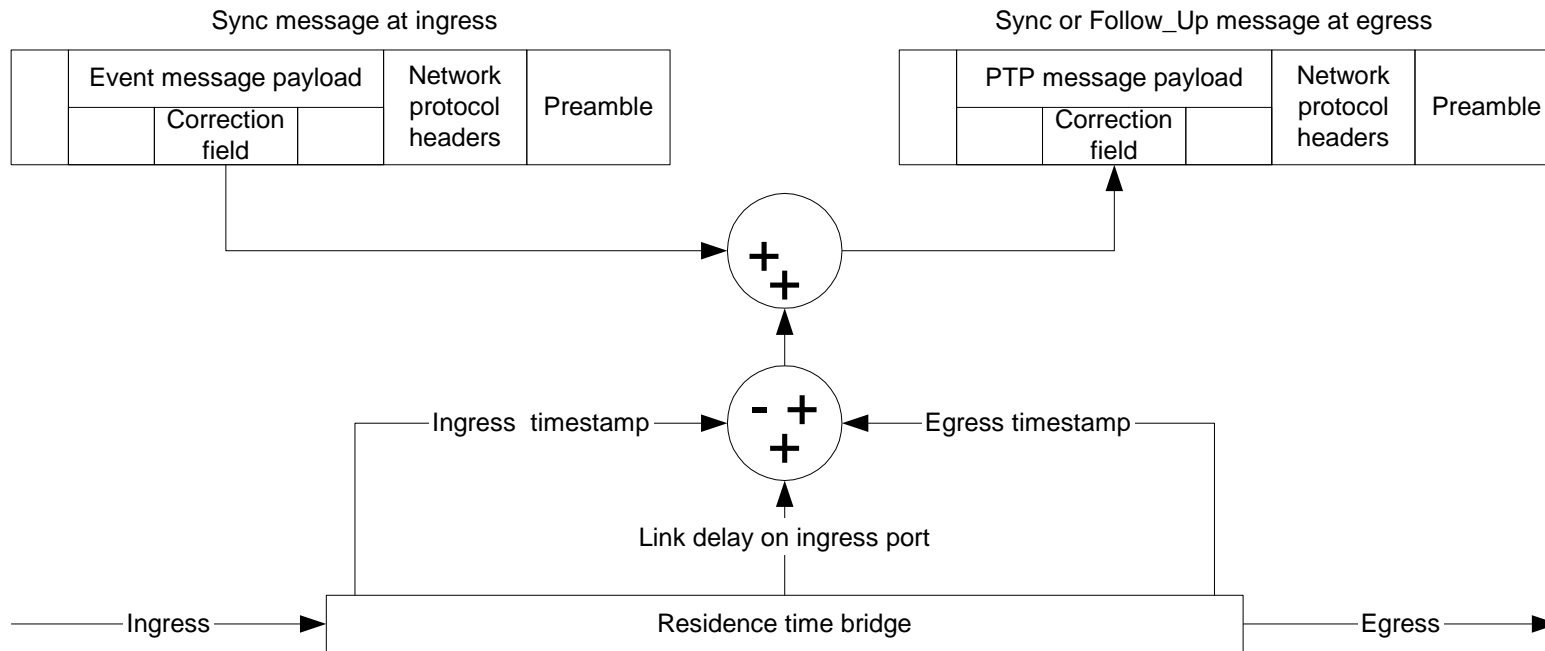 Sync message at ingress
Sync or Follow_Up message at egress
Event message payload
Correction
field
Network
protocol
headers
Preamble
PTP message payload
Correction
field
Network
protocol
headers
Preamble
+
+
Ingress timestamp
- +
+
Egress timestamp
Link delay on ingress port
Ingress
Residence time bridge
Egress